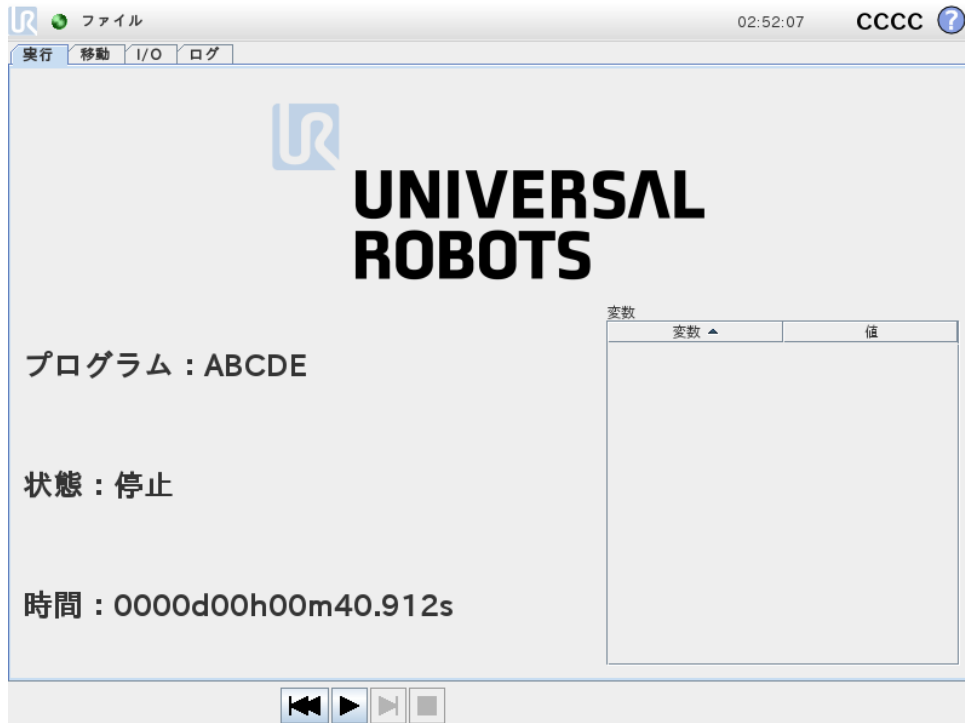 ファイル 02:52:07 CCCC ?
実行 移動 I/O ログ
UNIVERSAL
ROBOTS
変数
変数 値
プログラム：ABCDE
状態：停止
時間：0000d00h00m40.912s